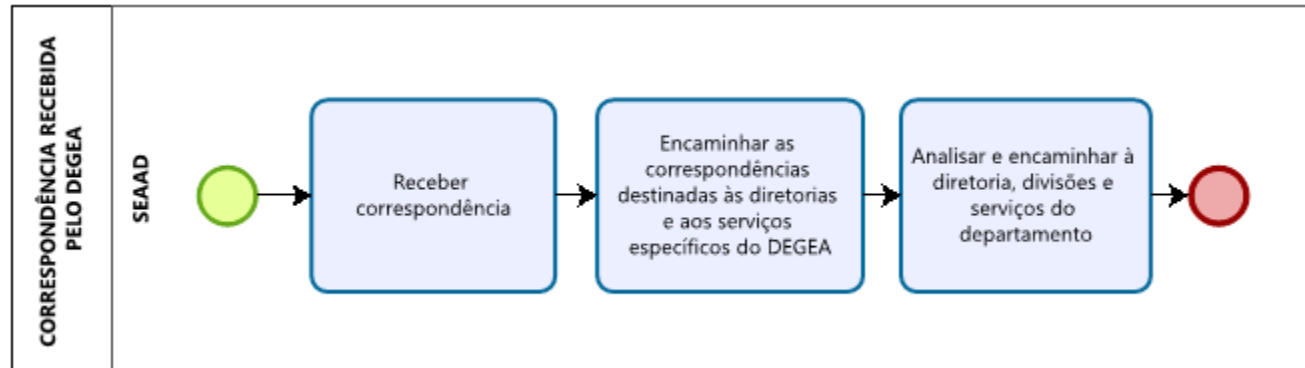 CORRESPONDÊNCIA RECEBIDA
PELO DEGEA
SEAAD
Receber
correspondência
Encaminhar as
correspondências
destinadas às diretorias
e aos serviços
específicos do DEGEA
Analisar e encaminhar à
diretoria, divisões e
serviços do
departamento